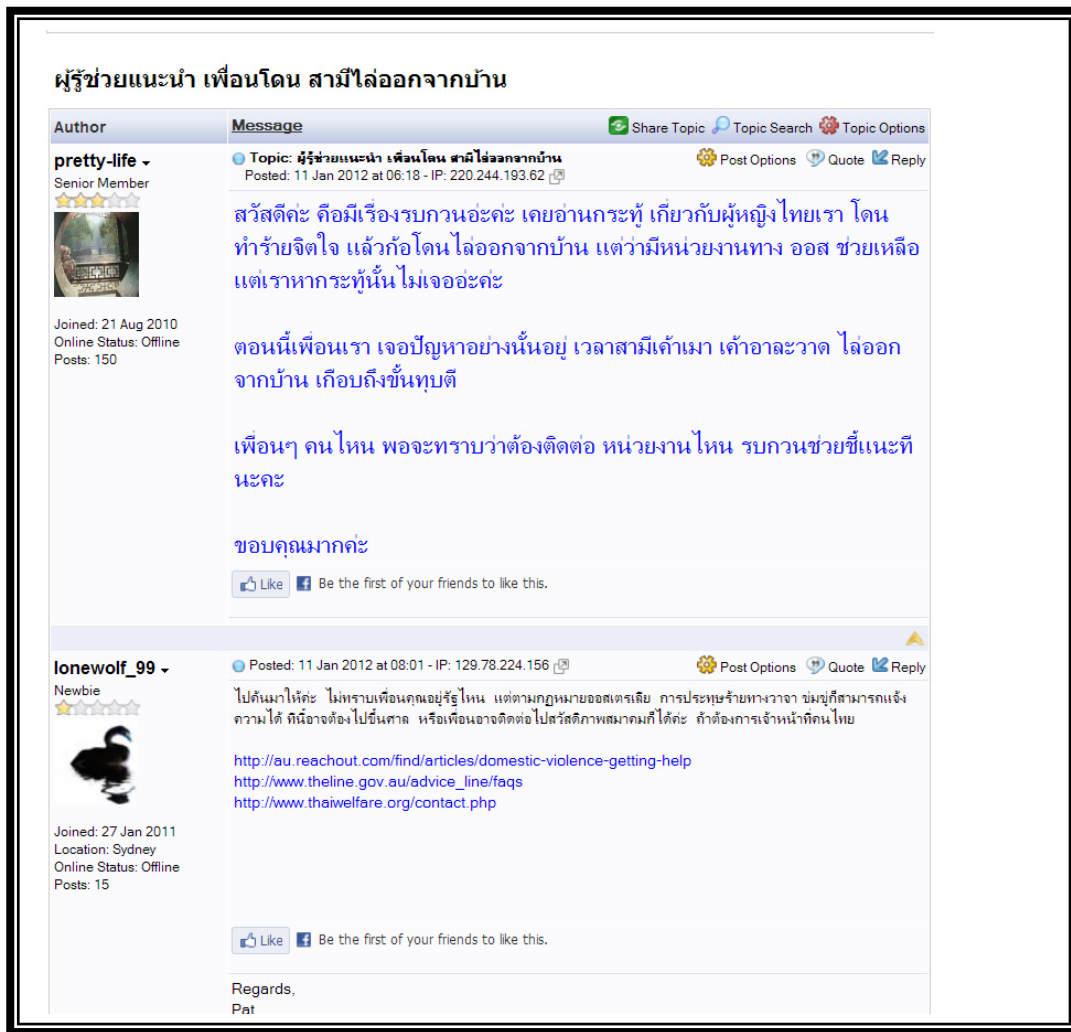 ผู้รู้ช่วยแนะนำ เพื่อนโดน สามีไล่ออกจากบ้าน
Author
Message
Share Topic Topic Search Topic Options
pretty-life
Senior Member
Joined: 21 Aug 2010
Online Status: Offline
Posts: 150
Topic: ผู้รู้ช่วยแนะนำ เพื่อนโดน สามีไล่ออกจากบ้าน
Posted: 11 Jan 2012 at 06:18 - IP: 220.244.193.62
Post Options Quote Reply
สวัสดีค่ะ คือมีเรื่องรบกวนอ่ะค่ะ เคยอ่านกระทู้ เกี่ยวกับผู้หญิงไทยเรา โดน
ทำร้ายจิตใจ แล้วก้อโดนไล่ออกจากบ้าน แต่ว่ามีหน่วยงานทาง ออส ช่วยเหลือ
แต่เราหากระทู้นั้นไม่เจออ่ะค่ะ
ตอนนี้เพื่อนเรา เจอปัญหาอย่างนั้นอยู่ เวลาสามีเค้าเมา เค้าอาละวาด ไล่ออก
จากบ้าน เกือบถึงขั้นทุบตี
เพื่อนๆ คนไหน พอจะทราบว่าต้องติดต่อ หน่วยงานไหน รบกวนช่วยชี้แนะที
นะคะ
ขอบคุณมากค่ะ
Like Be the first of your friends to like this.
lonewolf_99
Newbie
Joined: 27 Jan 2011
Location: Sydney
Online Status: Offline
Posts: 15
Posted: 11 Jan 2012 at 08:01 - IP: 129.78.224.156
Post Options Quote Reply
ไปค้นมาให้ค่ะ ไม่ทราบเพื่อนคุณอยู่รัฐไหน แต่ตามกฎหมายออสเตรเลีย การประทุษร้ายทางวาจา ข่มขู่ก็สามารถแจ้ง
ความได้ ทีนี้อาจต้องไปขึ้นศาล หรือเพื่อนอาจติดต่อไปสวัสดิภาพสมาคมก็ได้ค่ะ ถ้าต้องการเจ้าหน้าที่คนไทย
http://au.reachout.com/find/articles/domestic-violence-getting-help
http://www.theline.gov.au/advice_line/faqs
http://www.thaiwelfare.org/contact.php
Like Be the first of your friends to like this.
Regards,
Pat